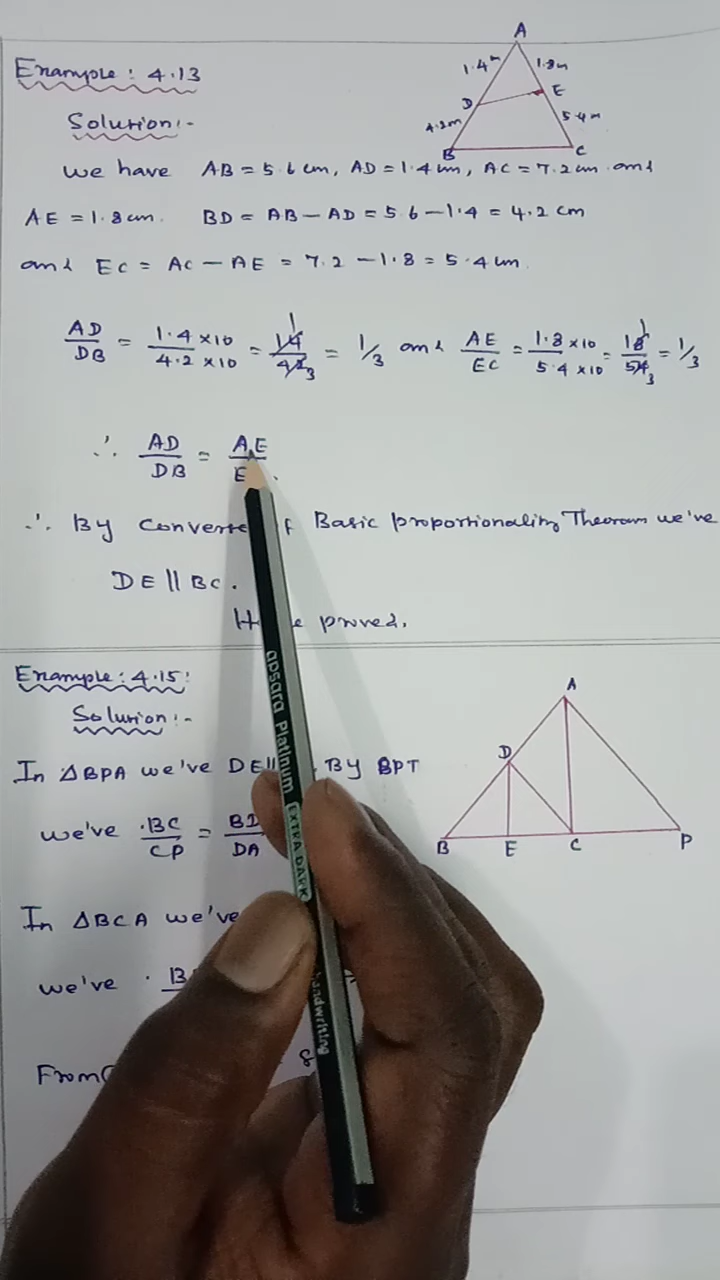 A
Example: 4.13
1.4m 1.8m
D E
Solution:-
4.2m 5.4m
B C
We have AB = 5.6 cm, AD = 1.4 cm, AC = 7.2 cm and
AE = 1.8 cm. BD = AB − AD = 5.6 − 1.4 = 4.2 cm
and EC = AC − AE = 7.2 − 1.8 = 5.4 cm
AD/DB = 1.4 × 10/4.2 × 10 = 14/42 = 1/3 and AE/EC = 1.8 × 10/5.4 × 10 = 18/54 = 1/3
∴ AD/DB = AE/E
∴ By Converse Basic proportionality Theorem we've
DE || BC.
proved.
Example: 4.15:
A
Solution:-
D
In △BPA we've DE|| By BPT
we've BC/CP = BD/DA
B E C P
In △BCA we've
we've
From
apsara Platinum EXTRA DARK
handwriting